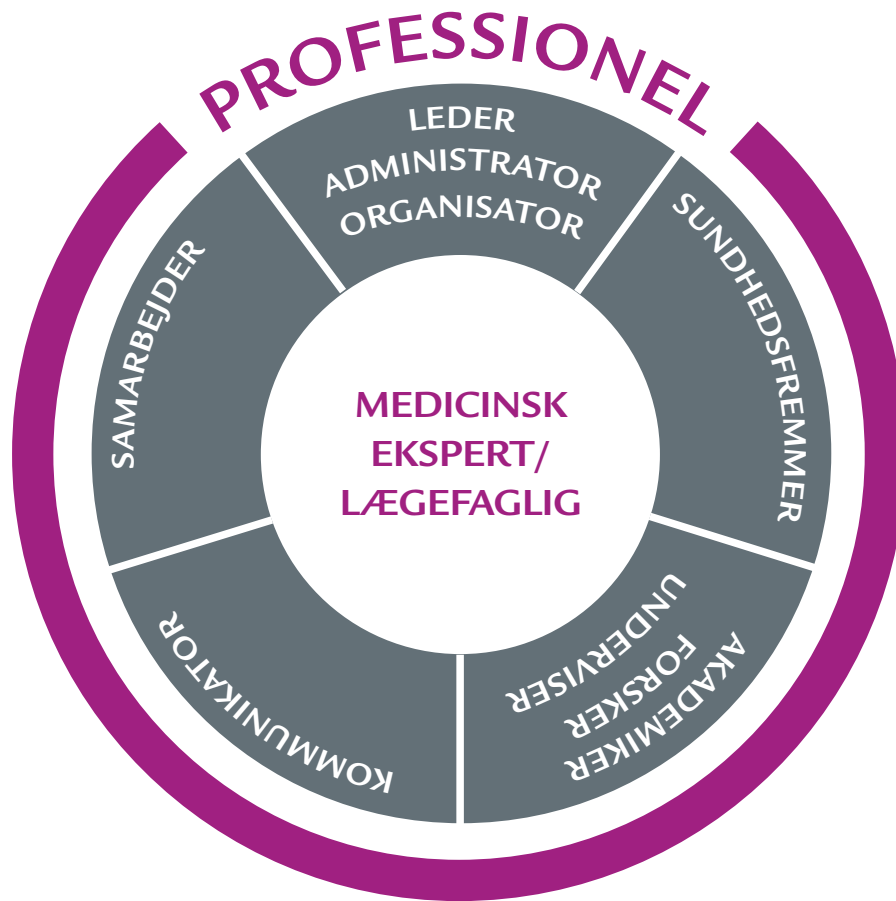 PROFESSIONEL
LEDER
ADMINISTRATOR
ORGANISATOR
SUNDHEDSFREMMER
AKADEMIKER
FORSKER
UNDERVISER
KOMMUNIKATOR
SAMARBEJDER
MEDICINSK
EKSPERT/
LÆGEFAGLIG